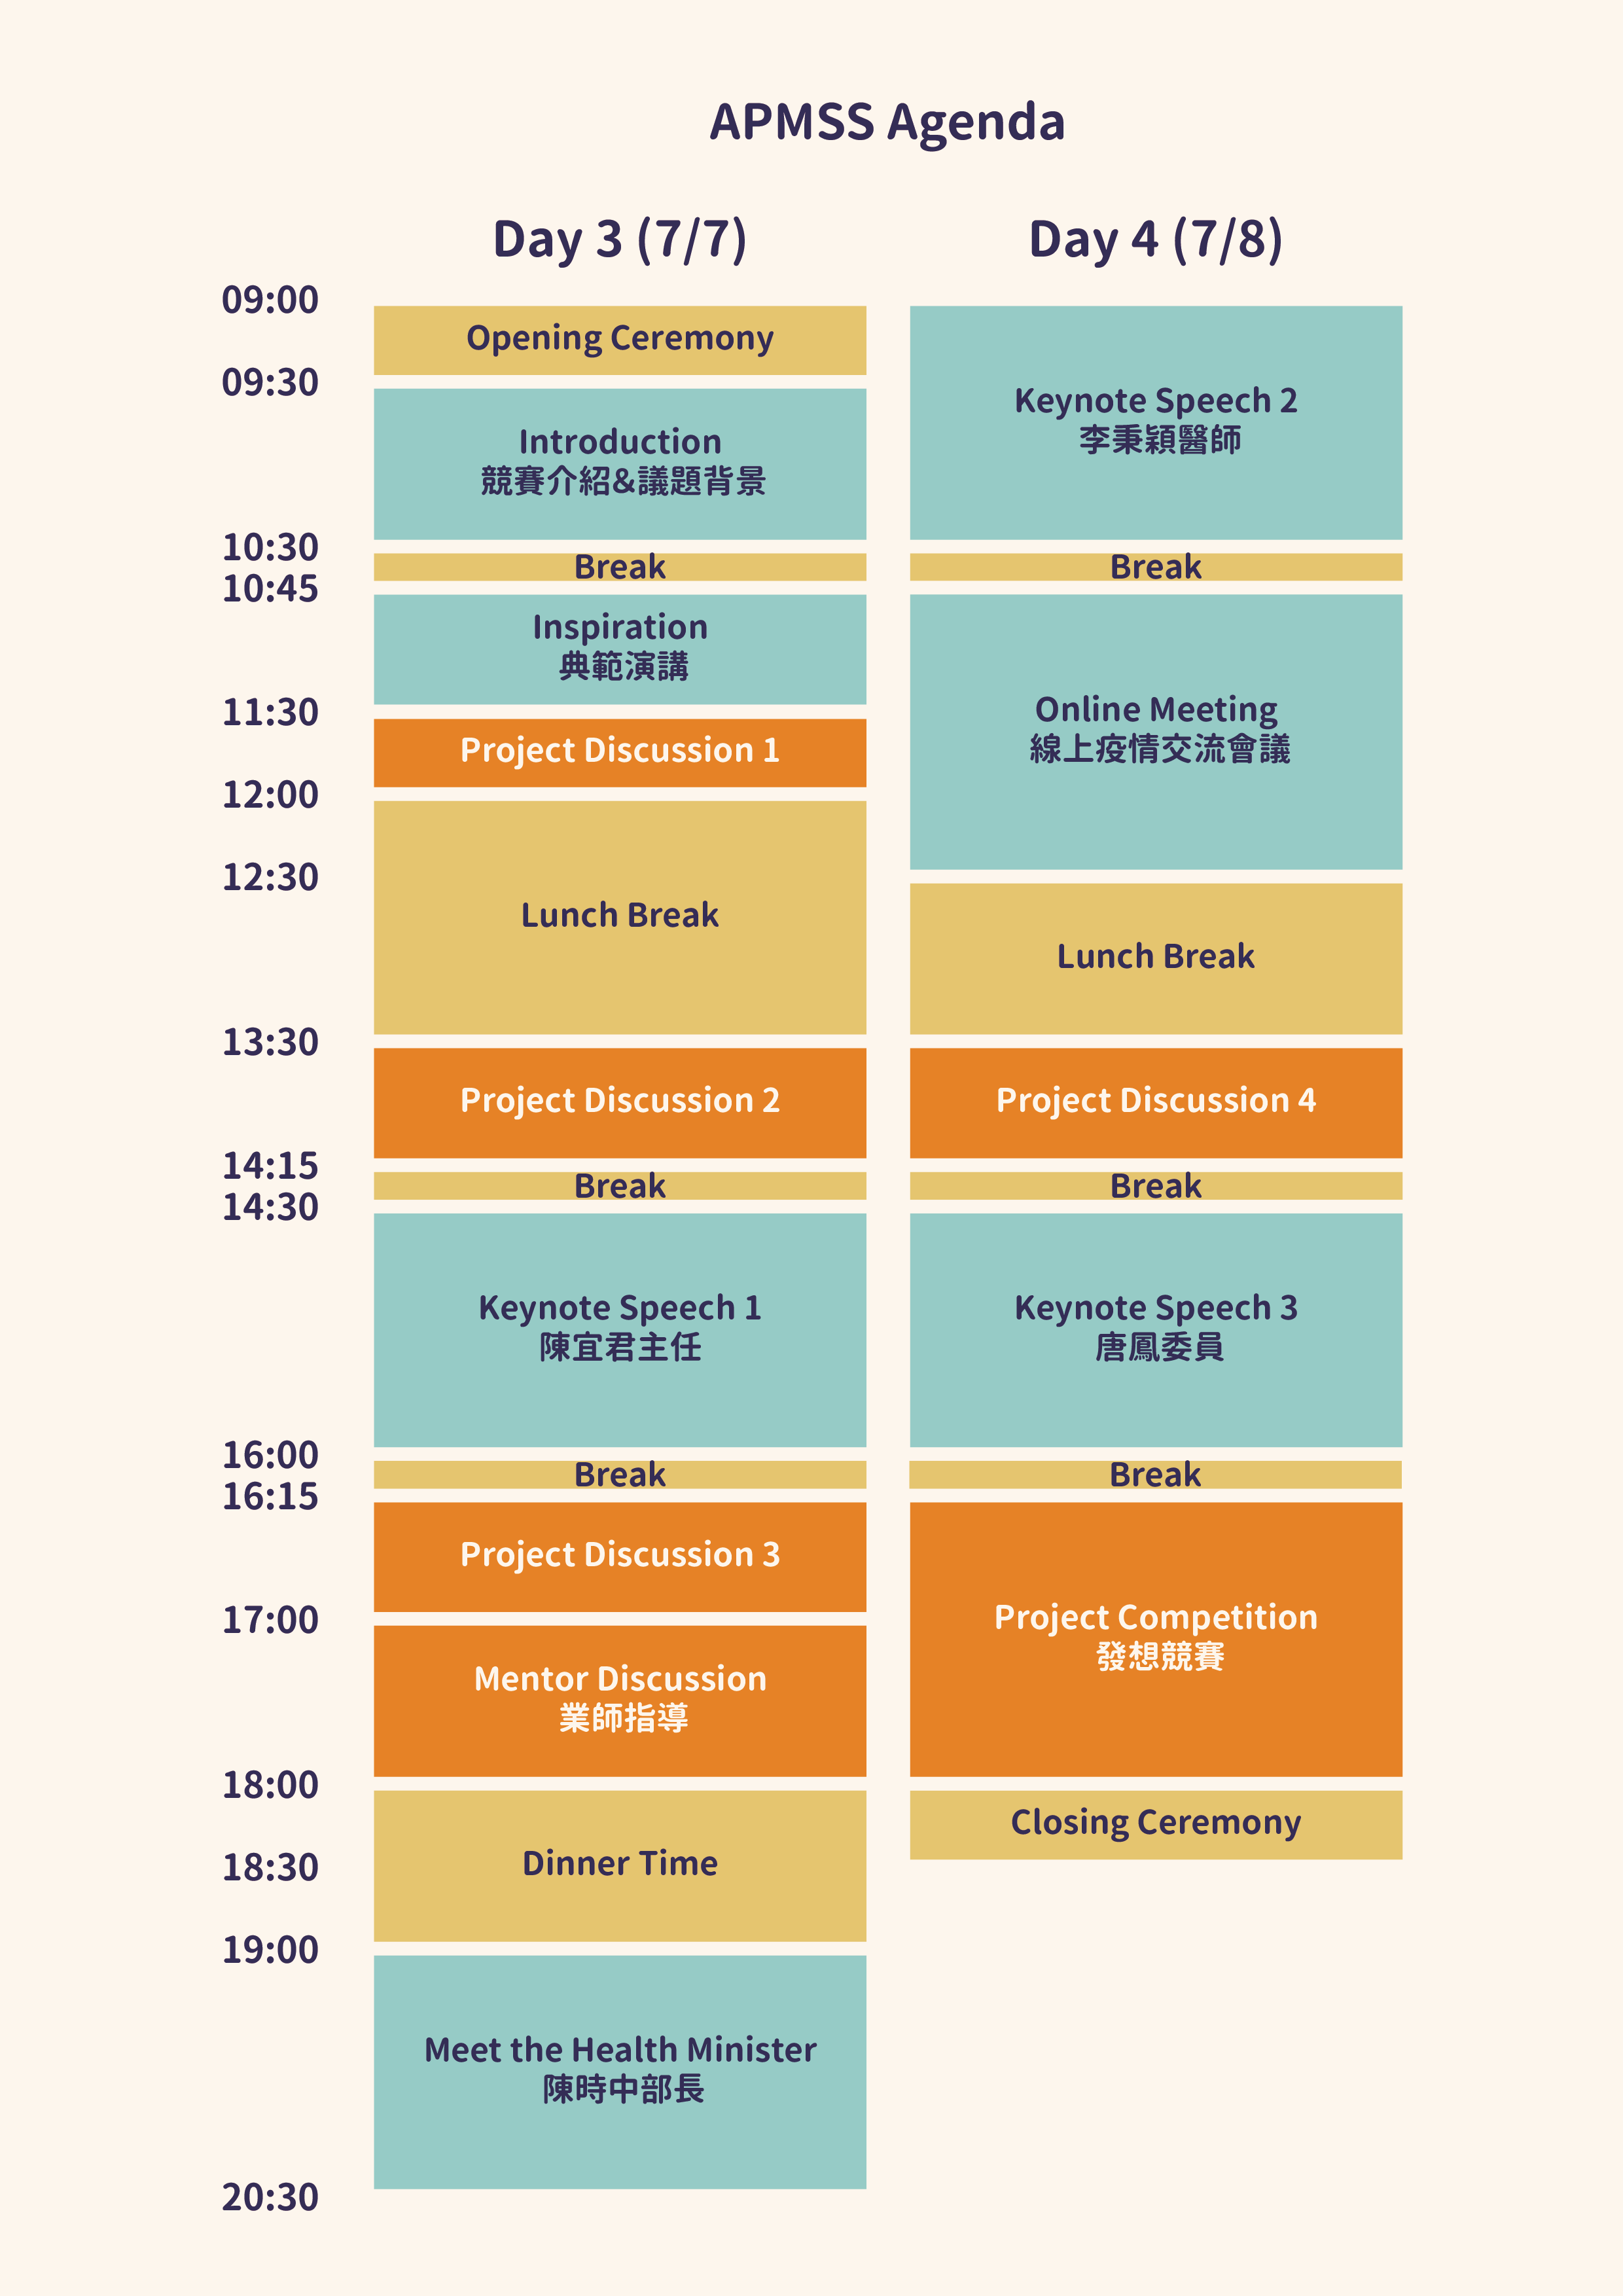 APMSS Agenda
Day 3 (7/7)
Day 4 (7/8)
09:00
09:30
10:30
10:45
11:30
12:00
12:30
13:30
14:15
14:30
16:00
16:15
17:00
18:00
18:30
19:00
20:30
Opening Ceremony
Introduction
競賽介紹&議題背景
Break
Inspiration
典範演講
Project Discussion 1
Lunch Break
Project Discussion 2
Break
Keynote Speech 1
陳宜君主任
Break
Project Discussion 3
Mentor Discussion
業師指導
Dinner Time
Meet the Health Minister
陳時中部長
Keynote Speech 2
李秉穎醫師
Break
Online Meeting
線上疫情交流會議
Lunch Break
Project Discussion 4
Break
Keynote Speech 3
唐鳳委員
Break
Project Competition
發想競賽
Closing Ceremony